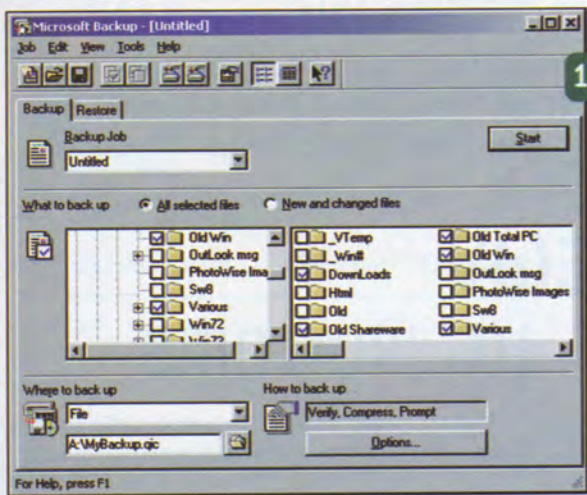 Microsoft Backup - [Untitled]
Job Edit View Tools Help
1
Backup Restore
Backup Job
Start
Untitled
What to back up All selected files New and changed files
Old Win
OutLook msg
PhotoWise Ima
Sw8
Various
Win72
Win73
_VTemp
_Win#
DownLoads
Html
Old
Old Shareware
Old Total PC
Old Win
OutLook msg
PhotoWise Images
Sw8
Various
Where to back up
How to back up
File
Verify, Compress, Prompt
A:\MyBackup.qic
Options...
For Help, press F1